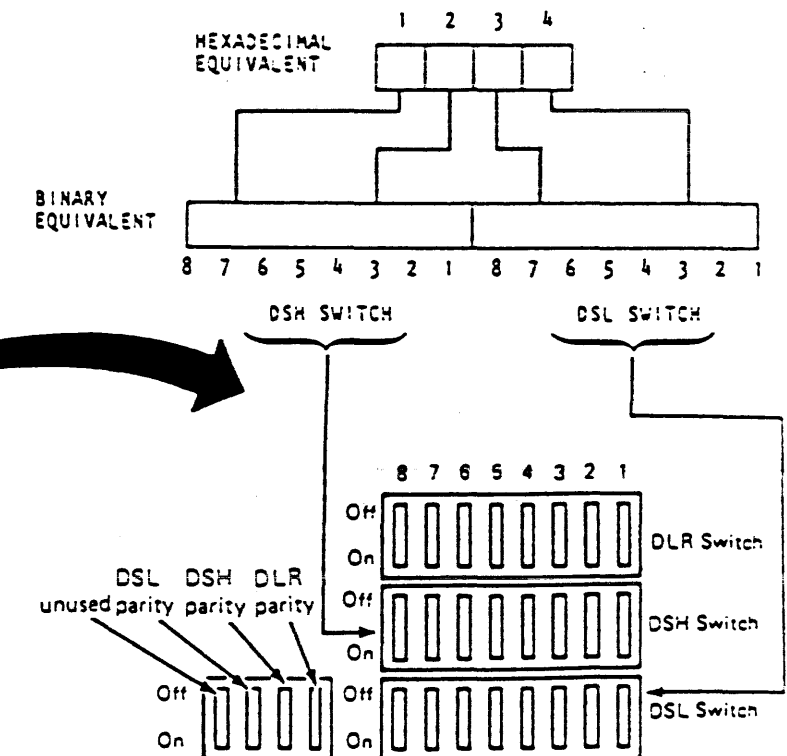 1 2 3 4
HEXADECIMAL
EQUIVALENT
BINARY
EQUIVALENT
8 7 6 5 4 3 2 1 8 7 6 5 4 3 2 1
DSH SWITCH DSL SWITCH
8 7 6 5 4 3 2 1
Off
On
DLR Switch
DSL DSH DLR
unused parity parity parity
Off
On
DSH Switch
Off
On
Off
On
DSL Switch